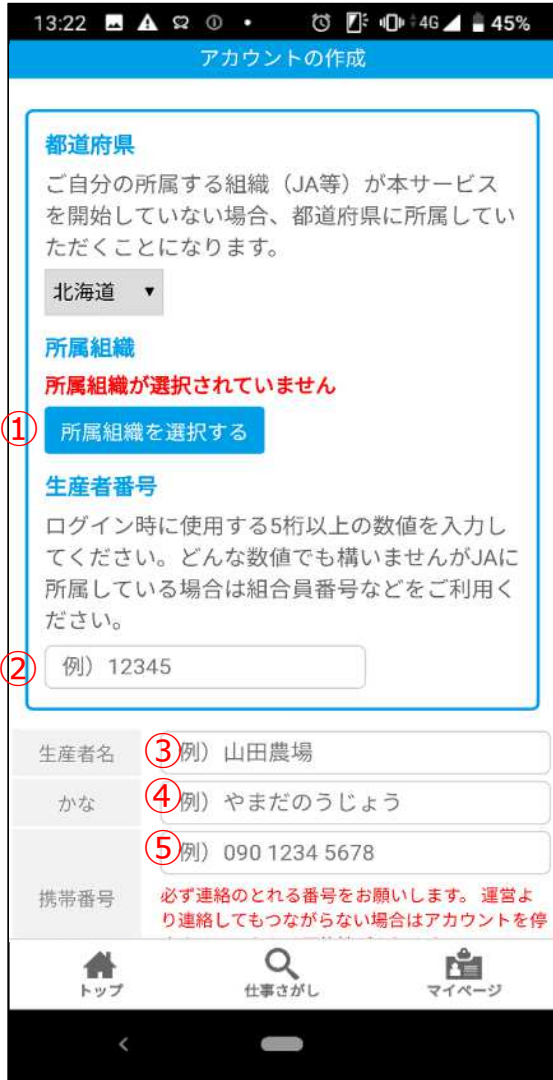 13:22 4G 45%
アカウントの作成
都道府県
ご自分の所属する組織（JA等）が本サービス
を開始していない場合、都道府県に所属してい
ただくことになります。
北海道 ▼
所属組織
所属組織が選択されていません
① 所属組織を選択する
生産者番号
ログイン時に使用する5桁以上の数値を入力し
てください。どんな数値でも構いませんがJAに
所属している場合は組合員番号などをご利用く
ださい。
② 例）12345
生産者名 ③例）山田農場
かな ④例）やまだのうじょう
⑤例）090 1234 5678
携帯番号
必ず連絡のとれる番号をお願いします。 運営よ
り連絡してもつながらない場合はアカウントを停
トップ 仕事さがし マイページ